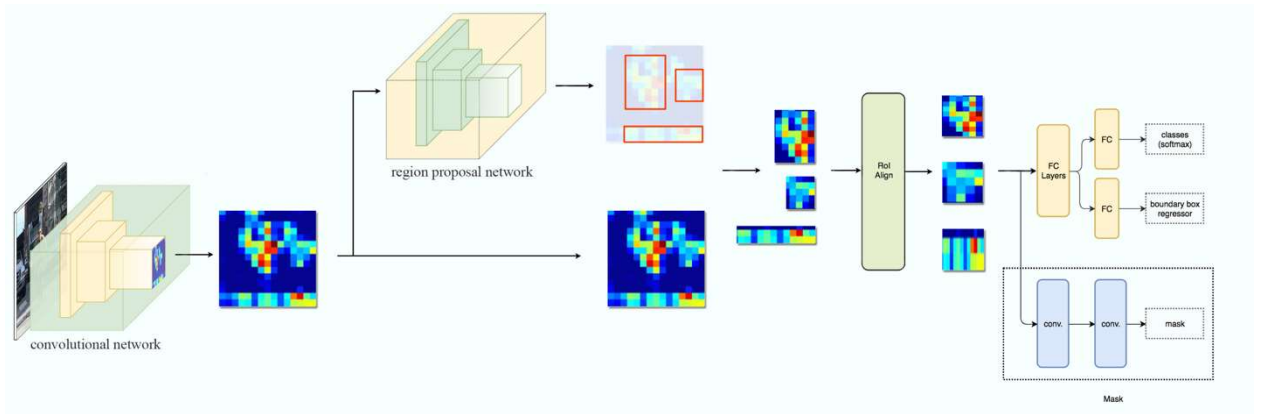 region proposal network
convolutional network
RoI
Align
FC
Layers
FC
classes
(softmax)
FC
boundary box
regressor
conv.
conv.
mask
Mask